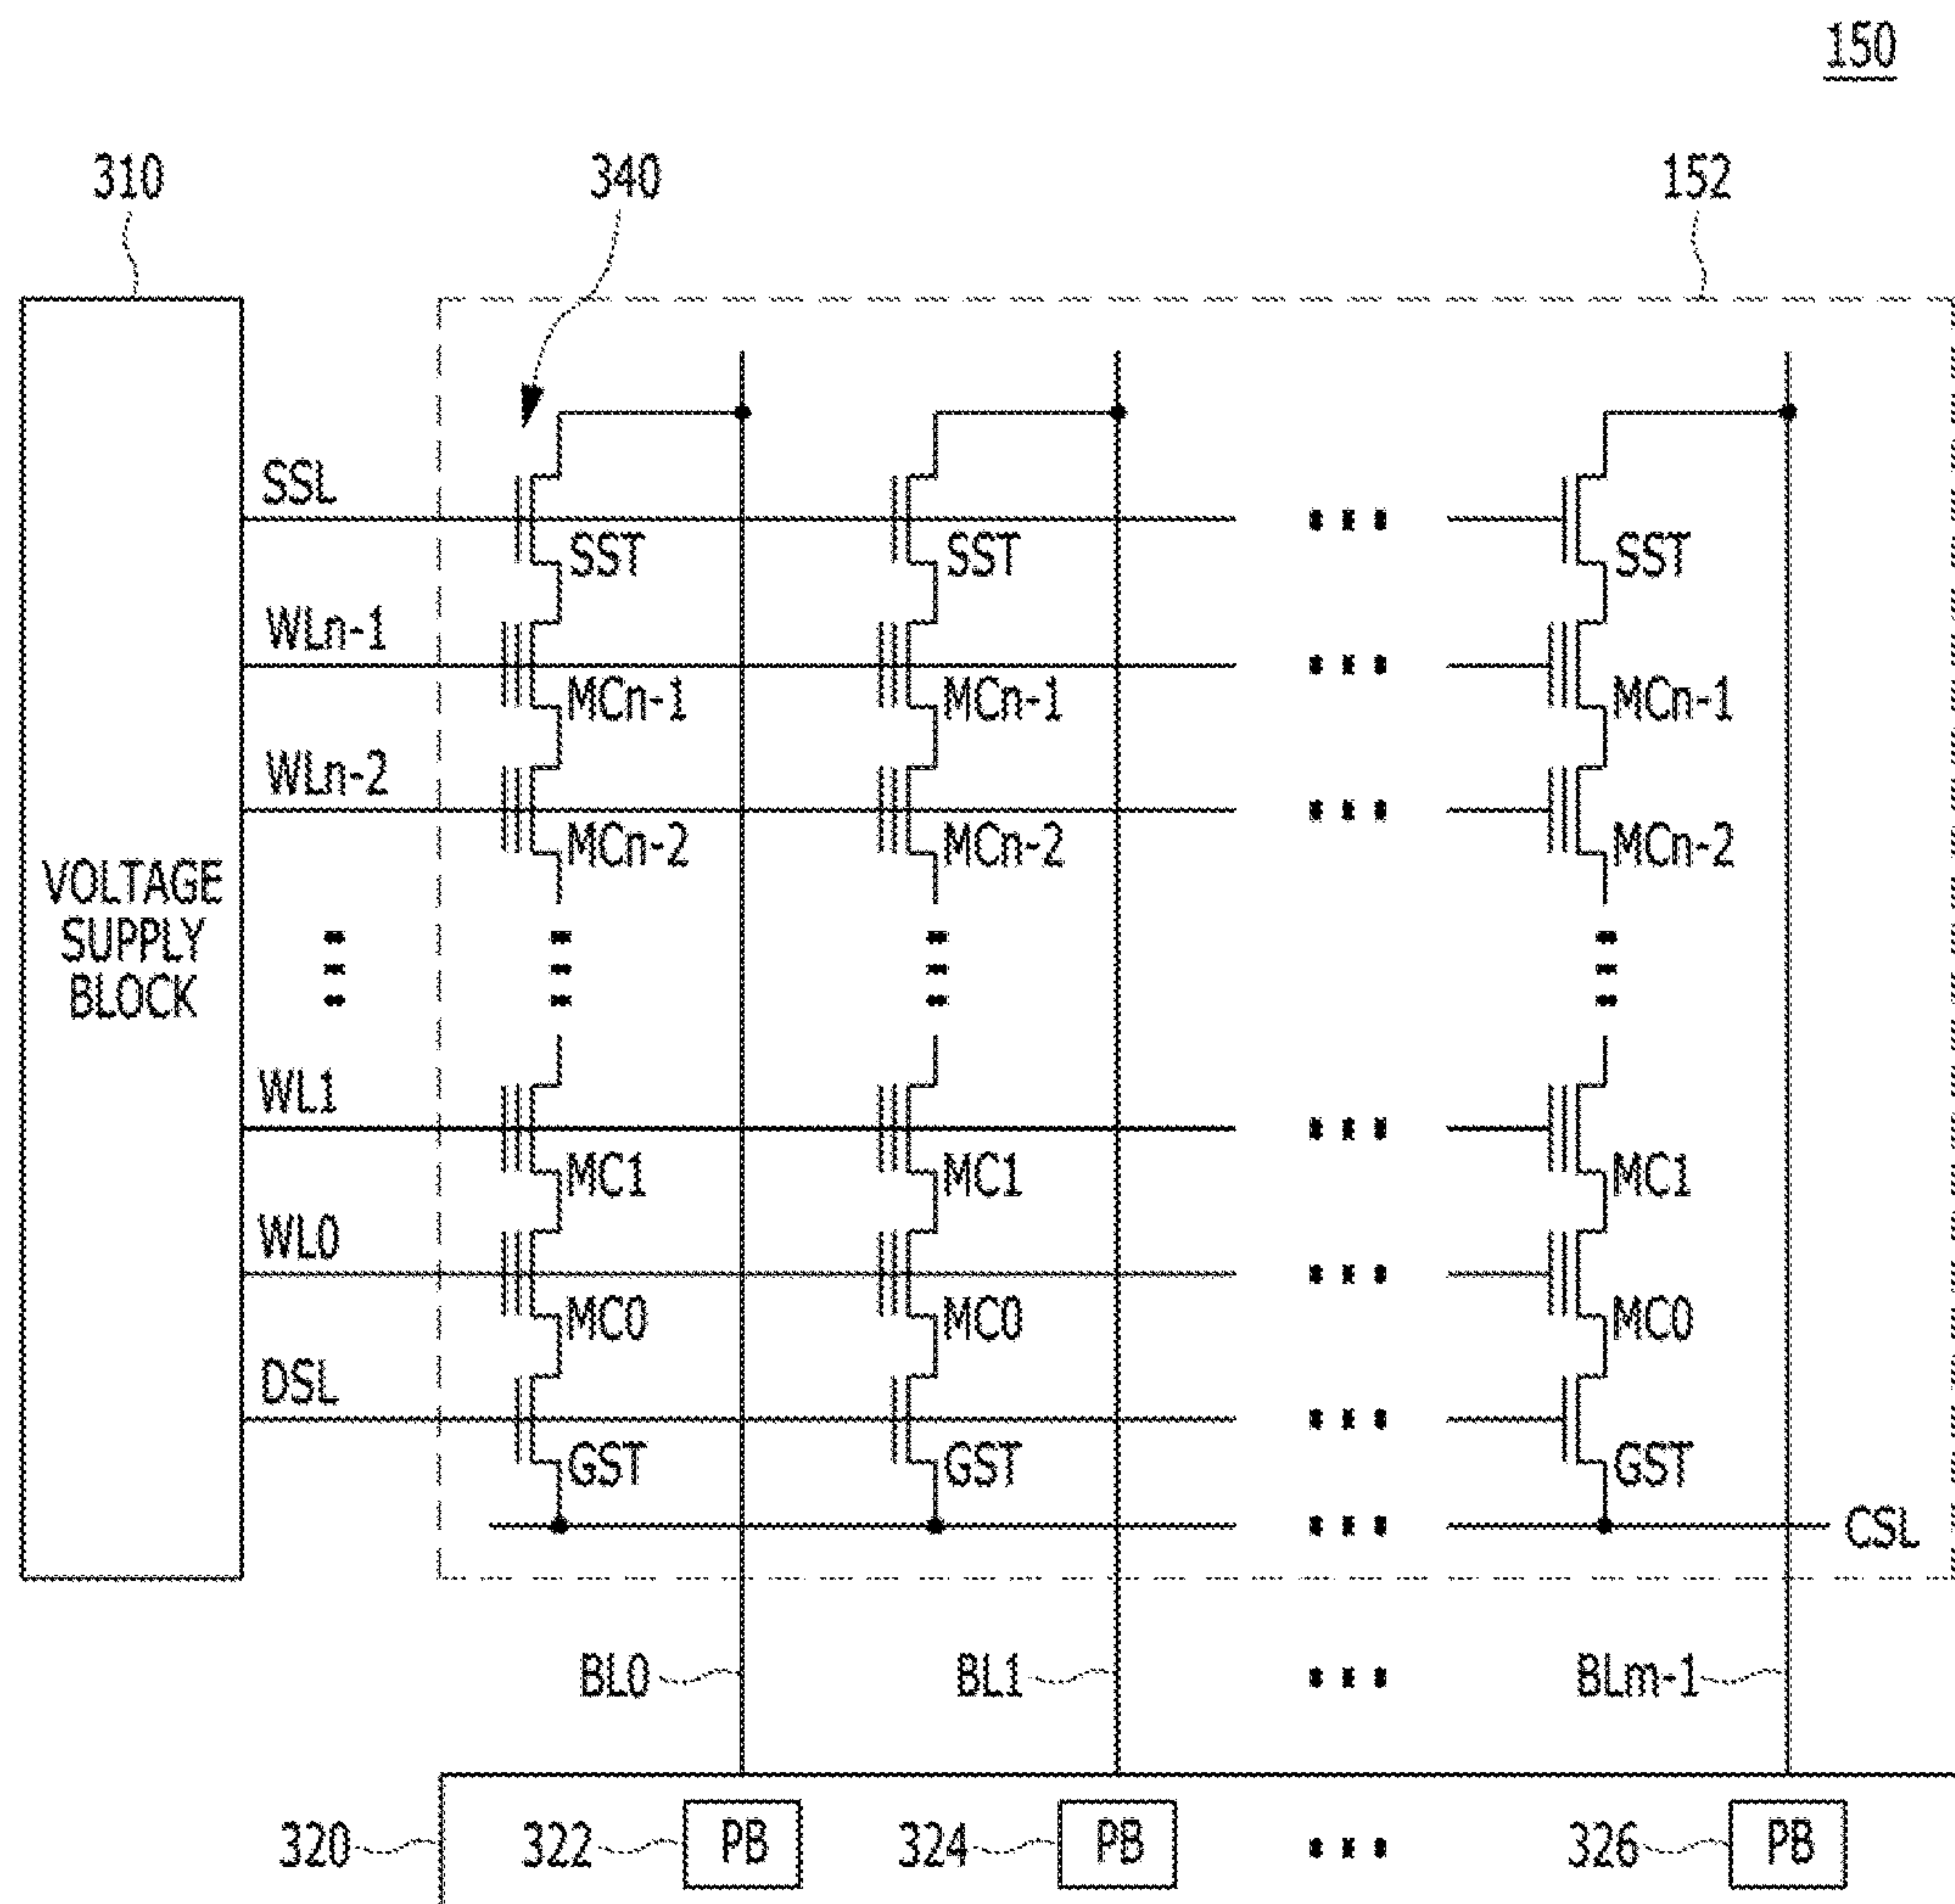 150
310
340
152
SSL
SST SST SST
WLn-1
MCn-1 MCn-1 MCn-1
WLn-2
MCn-2 MCn-2 MCn-2
VOLTAGE
SUPPLY
BLOCK
WL1
MC1 MC1 MC1
WL0
MC0 MC0 MC0
DSL
GST GST GST
CSL
BL0 BL1 BLm-1
320 322 PB 324 PB 326 PB